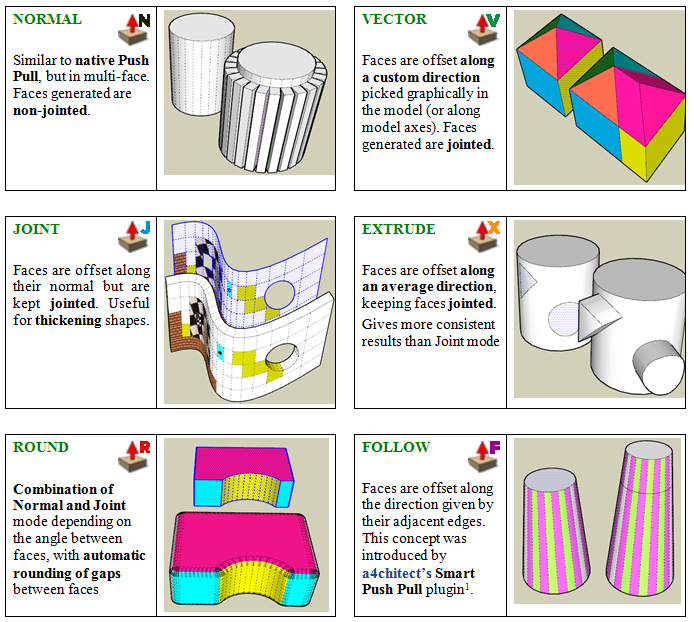 NORMAL
N
Similar to native Push
Pull, but in multi-face.
Faces generated are
non-jointed.
VECTOR
V
Faces are offset along
a custom direction
picked graphically in
the model (or along
model axes). Faces
generated are jointed.
JOINT
J
Faces are offset along
their normal but are
kept jointed. Useful
for thickening shapes.
EXTRUDE
X
Faces are offset along
an average direction,
keeping faces jointed.
Gives more consistent
results than Joint mode
ROUND
R
Combination of
Normal and Joint
mode depending on
the angle between
faces, with automatic
rounding of gaps
between faces
FOLLOW
F
Faces are offset along
the direction given by
their adjacent edges.
This concept was
introduced by
a4chitect's Smart
Push Pull plugin¹.